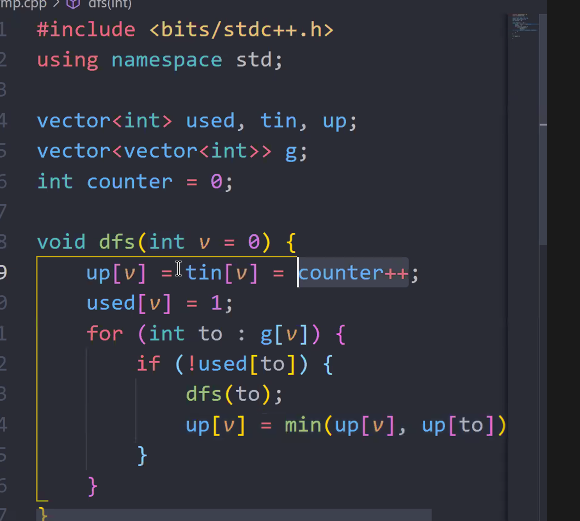 mp.cpp > dfs(int)
1 #include <bits/stdc++.h>
2 using namespace std;
3
4 vector<int> used, tin, up;
5 vector<vector<int>> g;
6 int counter = 0;
7
8 void dfs(int v = 0) {
9 up[v] = tin[v] = counter++;
0 used[v] = 1;
1 for (int to : g[v]) {
2 if (!used[to]) {
3 dfs(to);
4 up[v] = min(up[v], up[to])
5 }
6 }
7 }